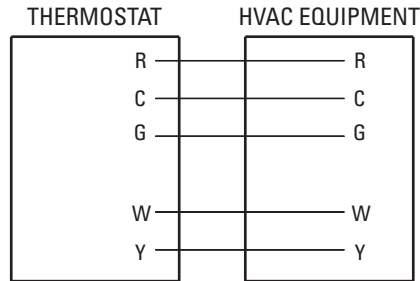 THERMOSTAT HVAC EQUIPMENT
R R
C C
G G
W W
Y Y